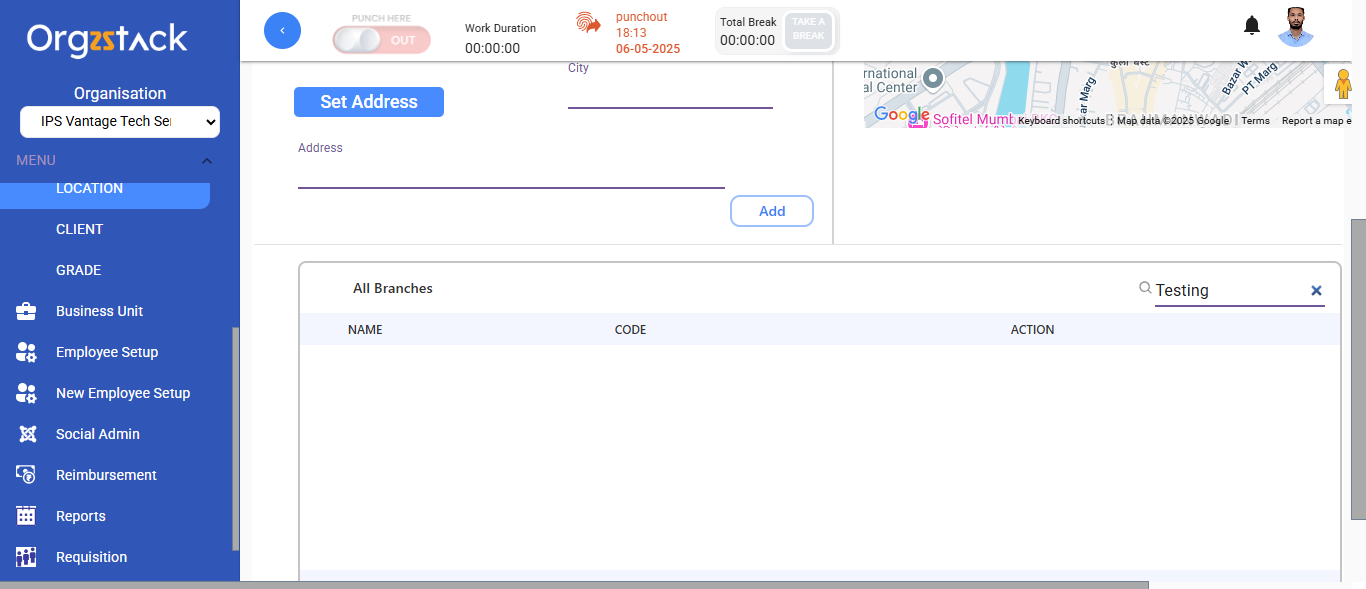 Orgzstack
Organisation
IPS Vantage Tech Ser
MENU
LOCATION
CLIENT
GRADE
Business Unit
Employee Setup
New Employee Setup
Social Admin
Reimbursement
Reports
Requisition
PUNCH HERE
OUT
Work Duration
00:00:00
punchout
18:13
06-05-2025
Total Break
00:00:00
TAKE A
BREAK
City
Set Address
Address
Add
rnational
al Center
Bazar W
PT Marg
ar Marg
Google
Sofitel Mumb
Keyboard shortcuts
Map data ©2025 Google
Terms
Report a map e
All Branches
Testing
NAME
CODE
ACTION